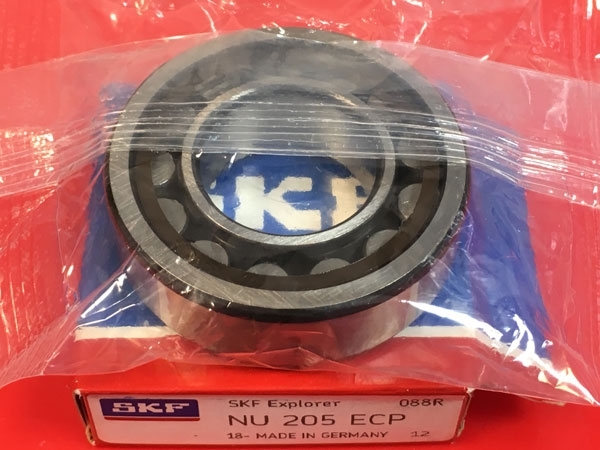 SKF
SKF
SKF Explorer 088R
NU 205 ECP
18- MADE IN GERMANY 12